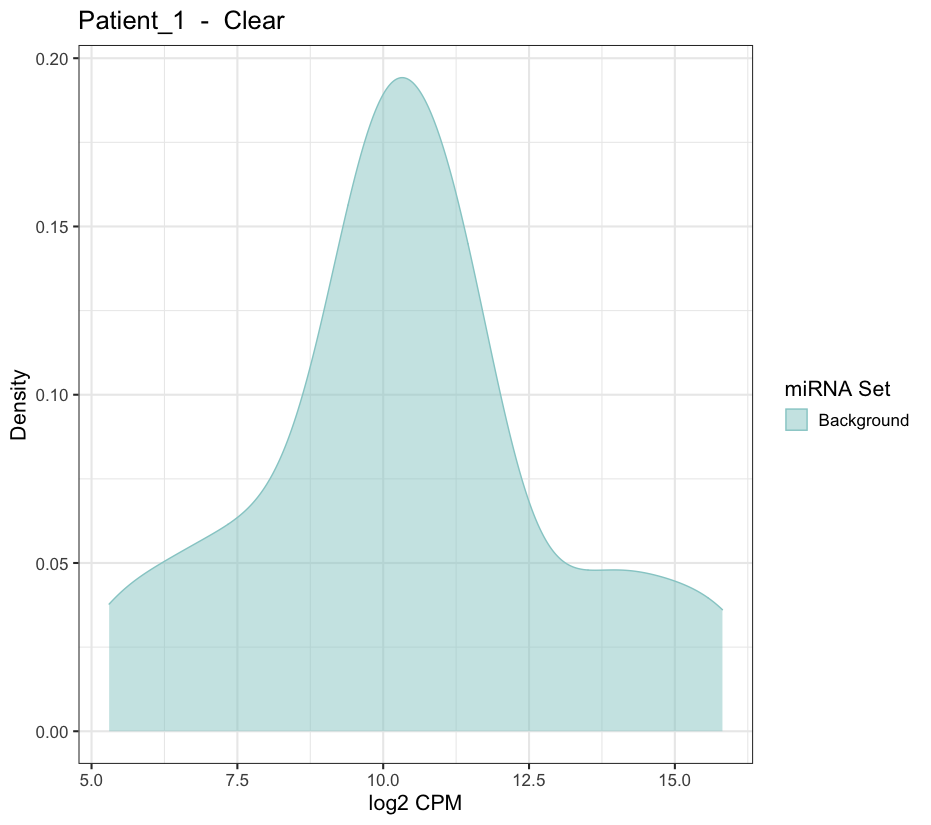 Patient_1  -  Clear
0.20
0.15
0.10
0.05
0.00
Density
5.0 7.5 10.0 12.5 15.0
log2 CPM
miRNA Set
Background